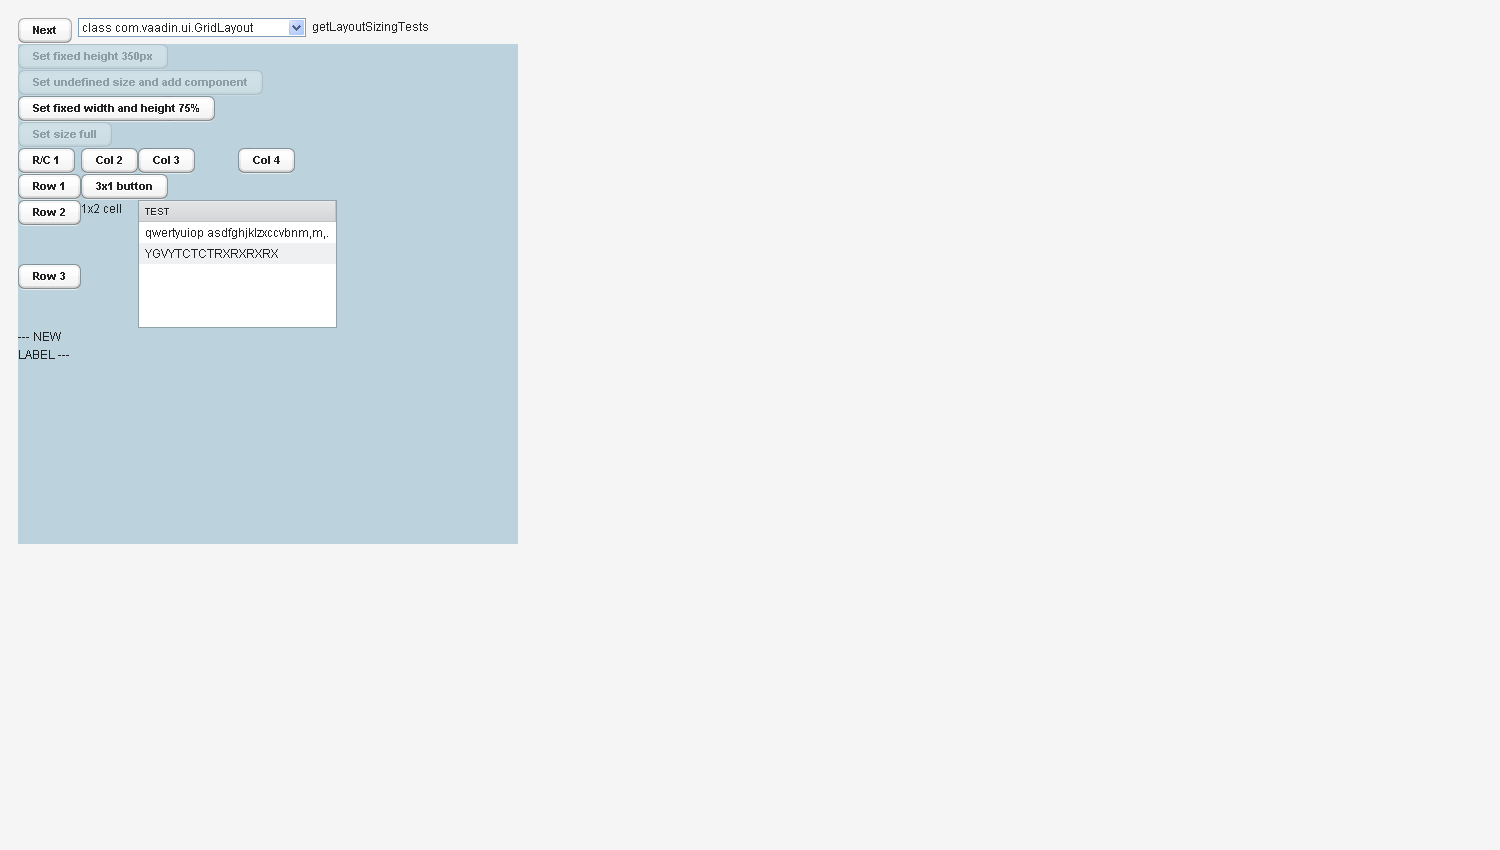 Next class com.vaadin.ui.GridLayout getLayoutSizingTests
Set fixed height 350px
Set undefined size and add component
Set fixed width and height 75%
Set size full
R/C 1 Col 2 Col 3 Col 4
Row 1 3x1 button
Row 2 1x2 cell TEST
qwertyuiop asdfghjklzxccvbnm,m,.
YGVYTCTCTRXRXRXRX
Row 3
--- NEW
LABEL ---